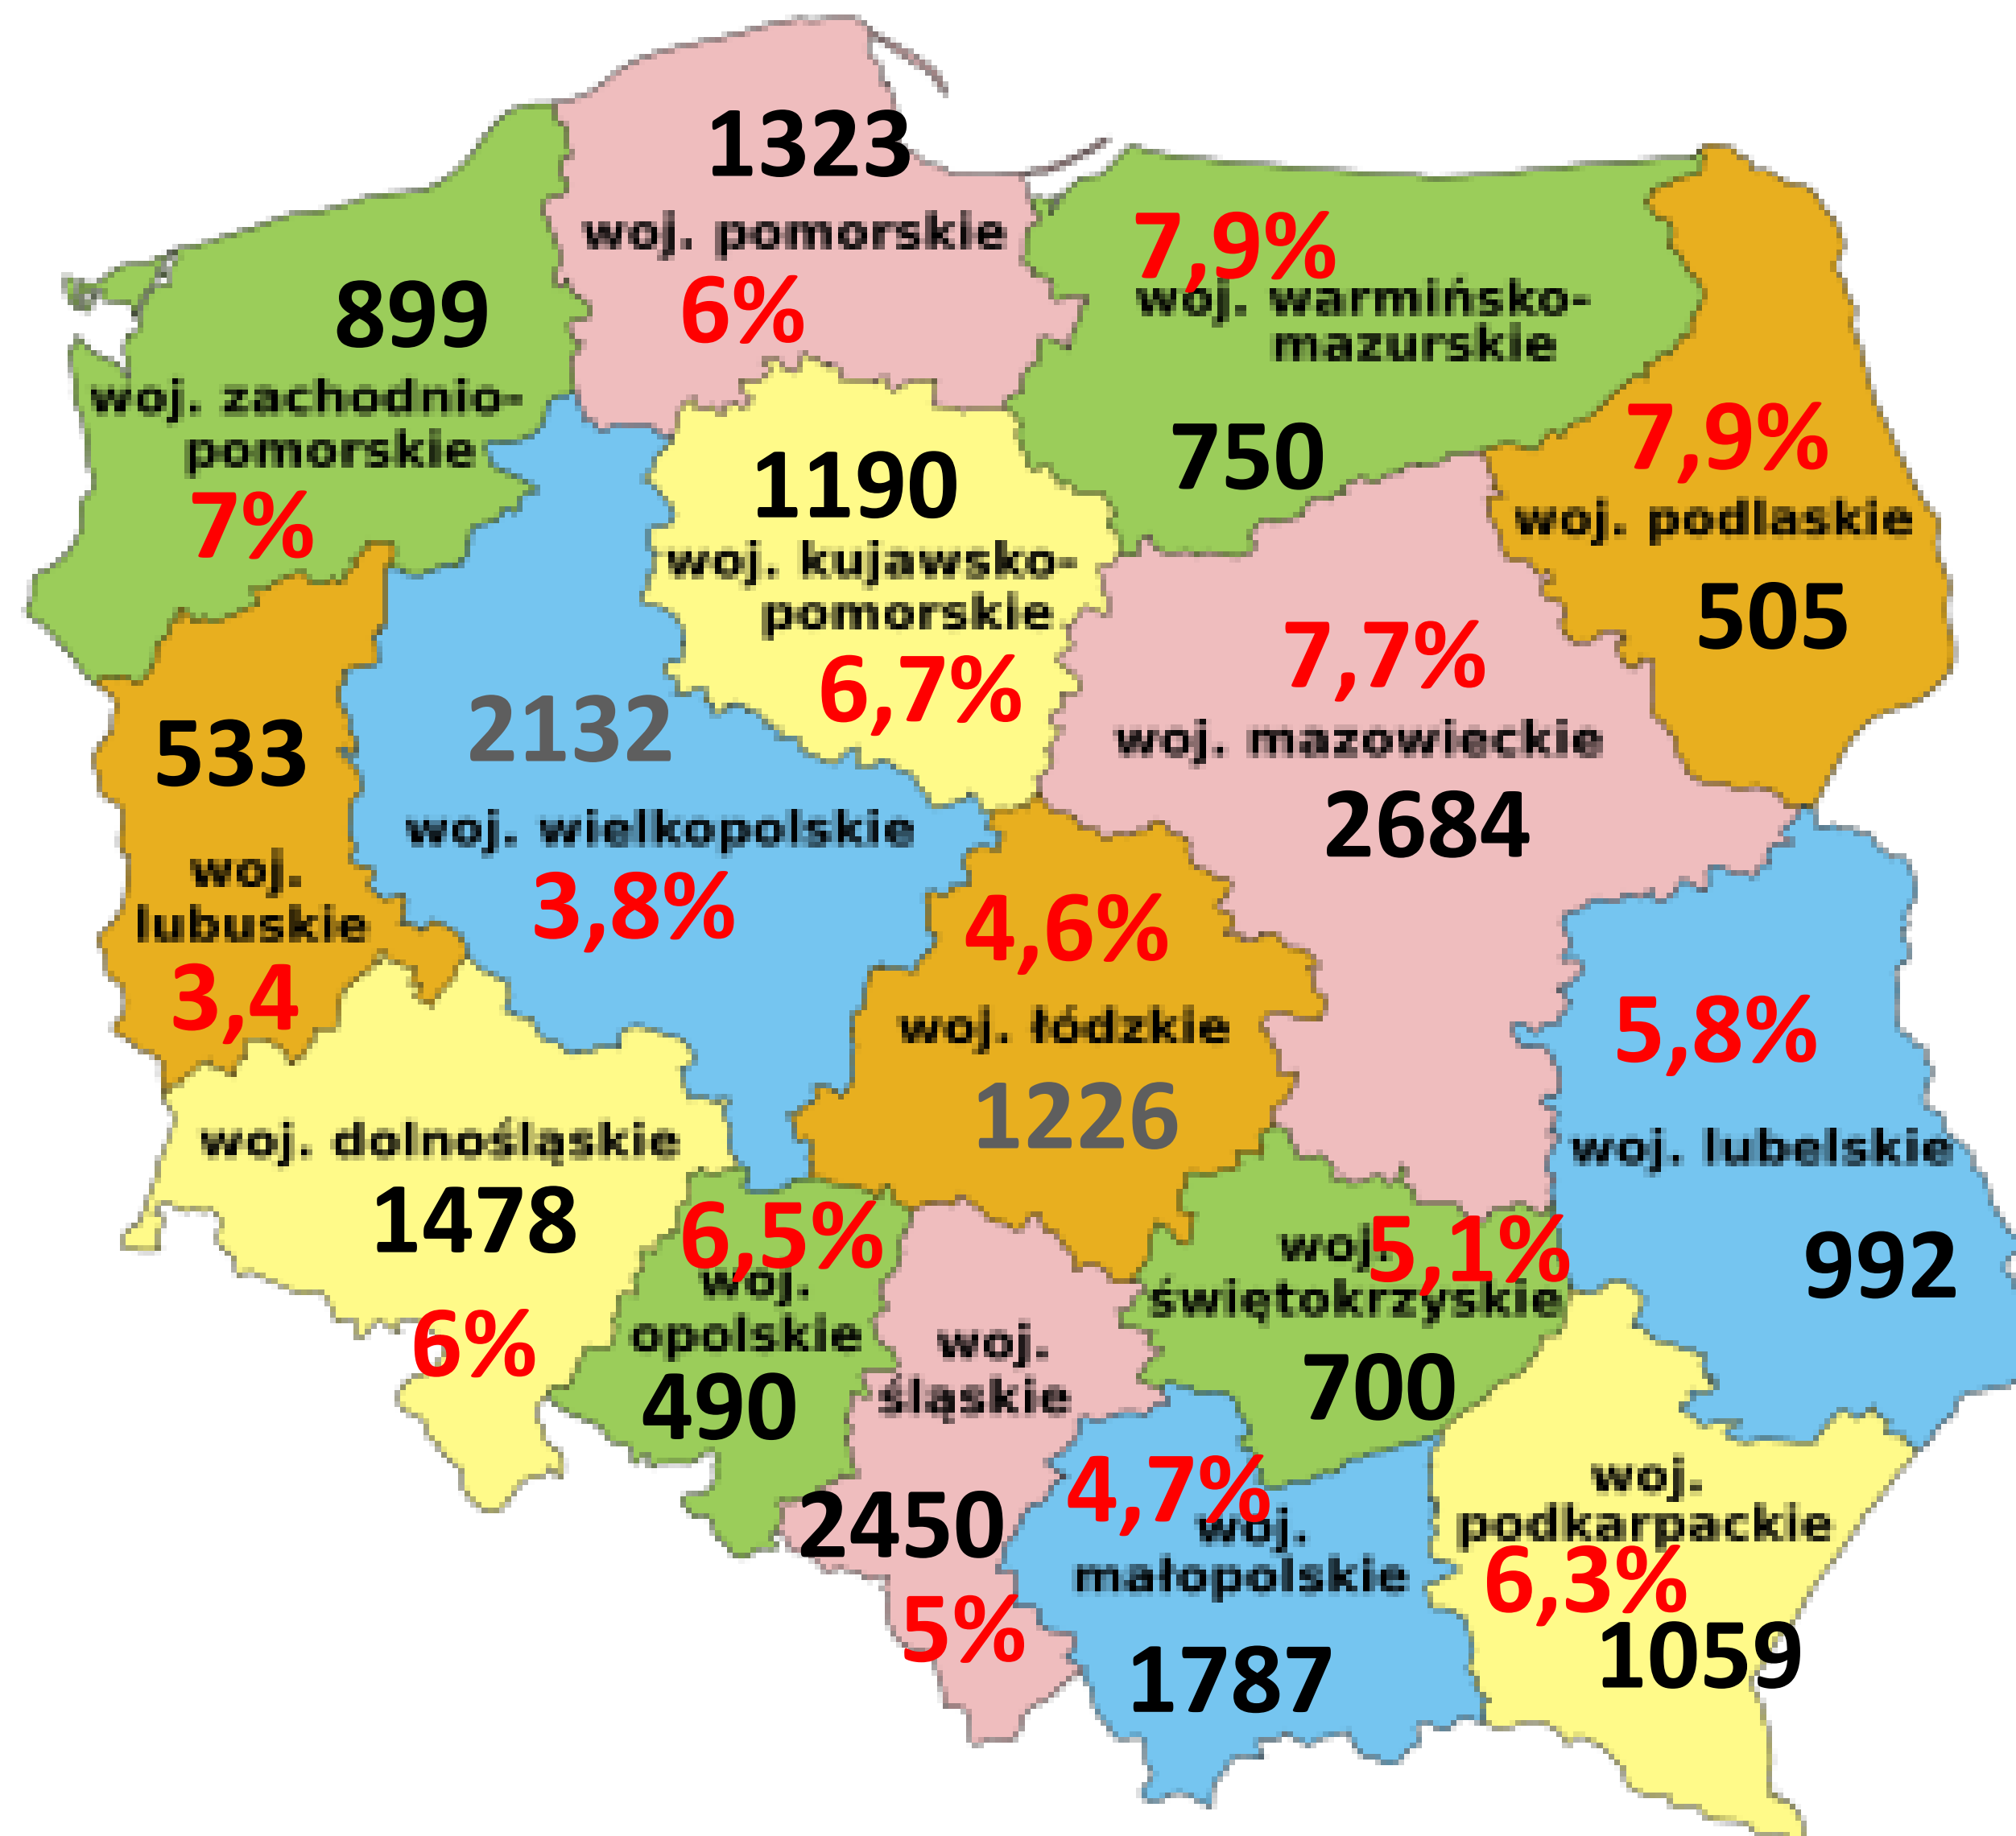 1323
woj. pomorskie
6%
899
woj. zachodnio-
pomorskie
7%
7,9%
woj. warmińsko-
mazurskie
750
7,9%
woj. podlaskie
505
1190
woj. kujawsko-
pomorskie
6,7%
533
woj.
lubuskie
3,4
2132
woj. wielkopolskie
3,8%
7,7%
woj. mazowieckie
2684
4,6%
woj. łódzkie
1226
5,8%
woj. lubelskie
992
woj. dolnośląskie
1478
6%
6,5%
woj.
opolskie
490
woj.
śląskie
2450
5%
woj.
5,1%
świętokrzyskie
700
4,7%
woj.
małopolskie
1787
woj.
podkarpackie
6,3%
1059